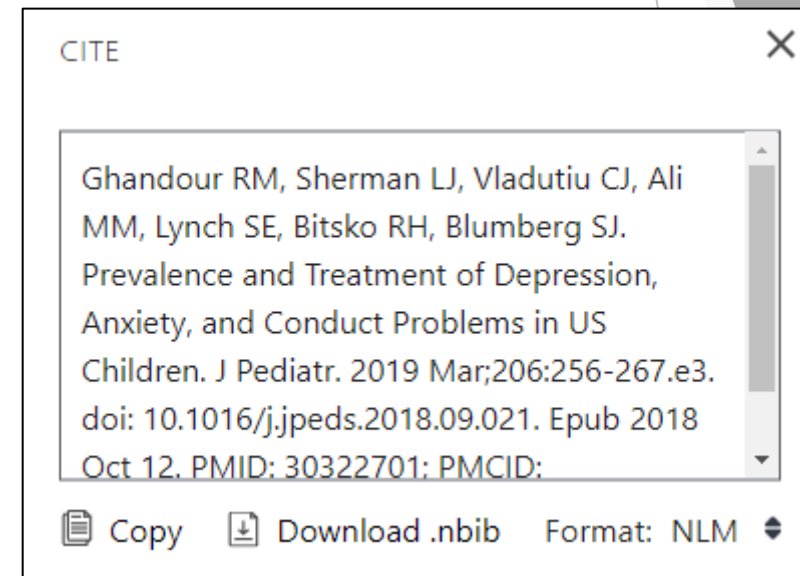 CITE
Ghandour RM, Sherman LJ, Vladutiu CJ, Ali
MM, Lynch SE, Bitsko RH, Blumberg SJ.
Prevalence and Treatment of Depression,
Anxiety, and Conduct Problems in US
Children. J Pediatr. 2019 Mar;206:256-267.e3.
doi: 10.1016/j.jpeds.2018.09.021. Epub 2018
Oct 12. PMID: 30322701; PMCID:
Copy Download .nbib Format: NLM